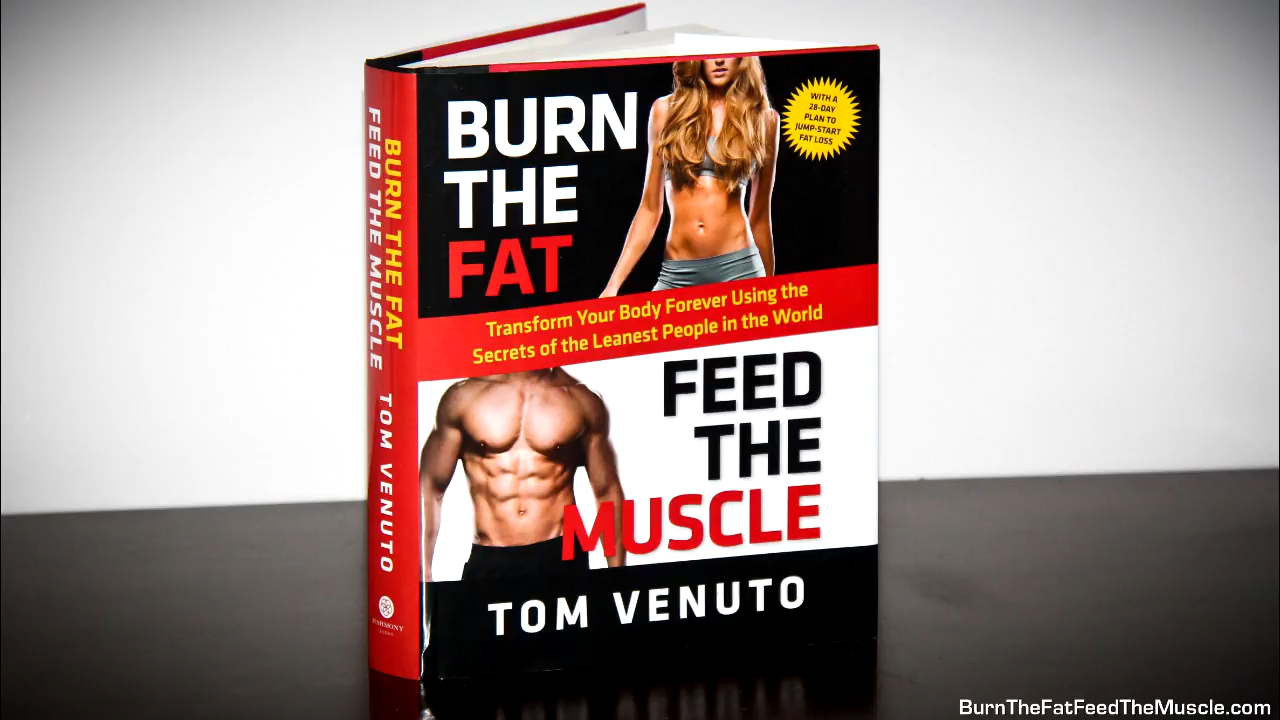 BURN
THE
FAT
WITH A
28-DAY
PLAN TO
JUMP-START
FAT LOSS
Transform Your Body Forever Using the
Secrets of the Leanest People in the World
FEED
THE
MUSCLE
TOM VENUTO
BURN THE FAT
FEED THE MUSCLE
TOM VENUTO
HARMONY
BOOKS
BurnTheFatFeedTheMuscle.com